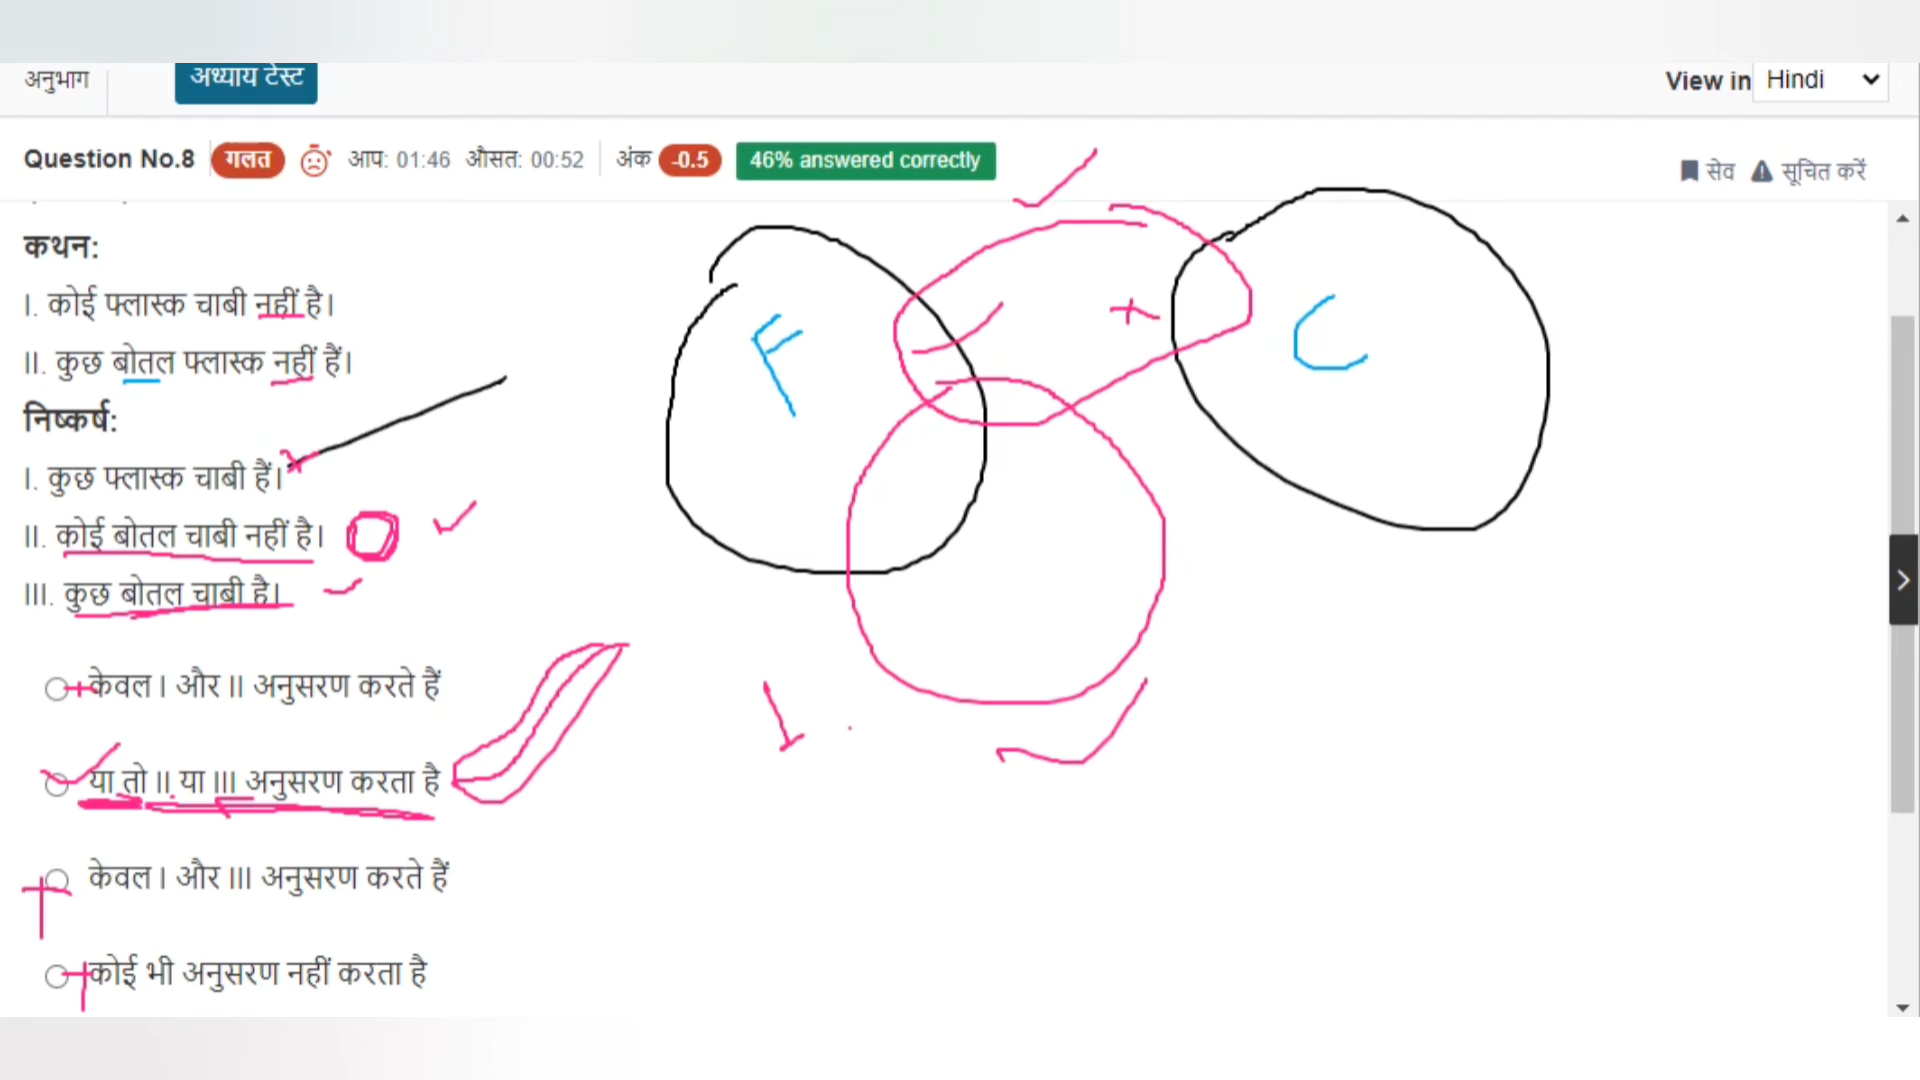 अनुभाग
अध्याय टेस्ट
View in Hindi
Question No.8 गलत आप: 01:46 औसत: 00:52 अंक -0.5 46% answered correctly
सेव सूचित करें
कथन:
I. कोई फ्लास्क चाबी नहीं है।
II. कुछ बोतल फ्लास्क नहीं हैं।
निष्कर्ष:
I. कुछ फ्लास्क चाबी हैं।
II. कोई बोतल चाबी नहीं है।
III. कुछ बोतल चाबी है।
केवल I और II अनुसरण करते हैं
या तो II या III अनुसरण करता है
केवल I और III अनुसरण करते हैं
कोई भी अनुसरण नहीं करता है
F
C